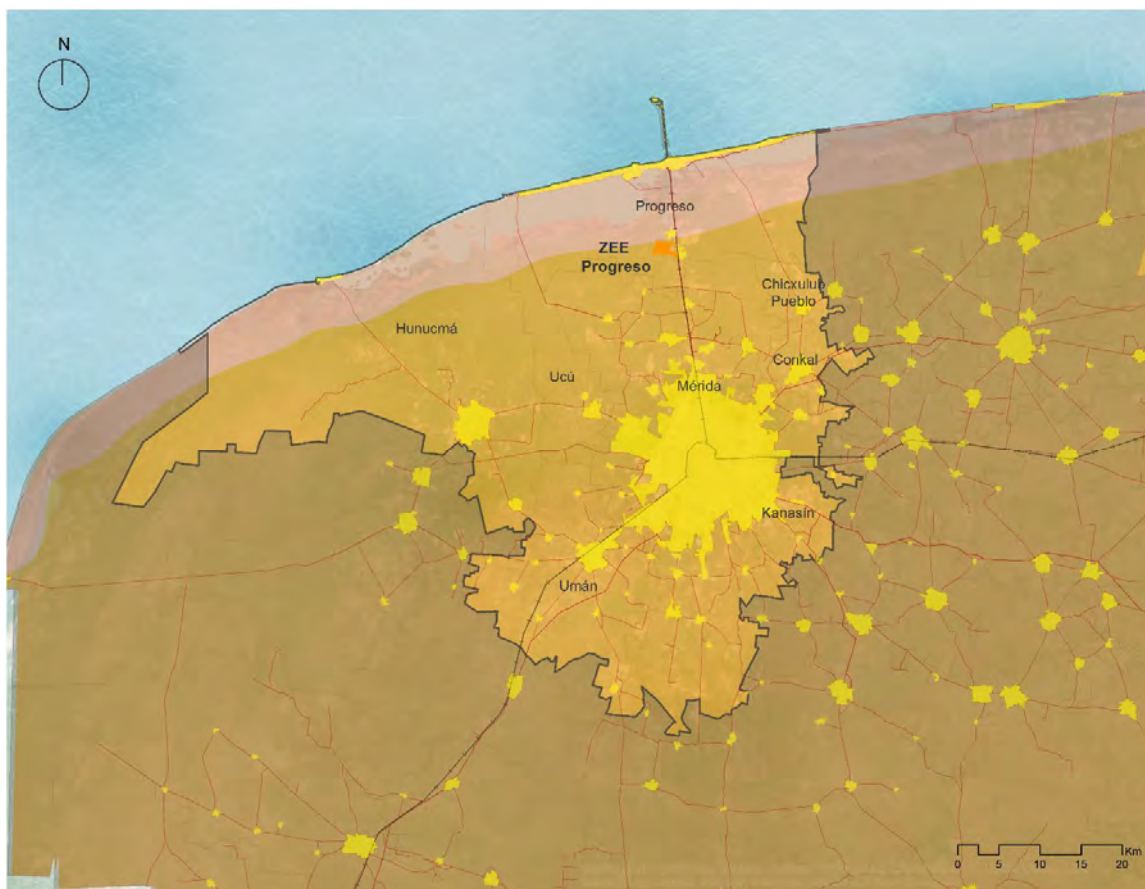 N
Progreso
ZEE
Progreso
Chicxulub
Pueblo
Hunucmá
Conkal
Ucú
Mérida
Kanasín
Umán
Km
0 5 10 15 20